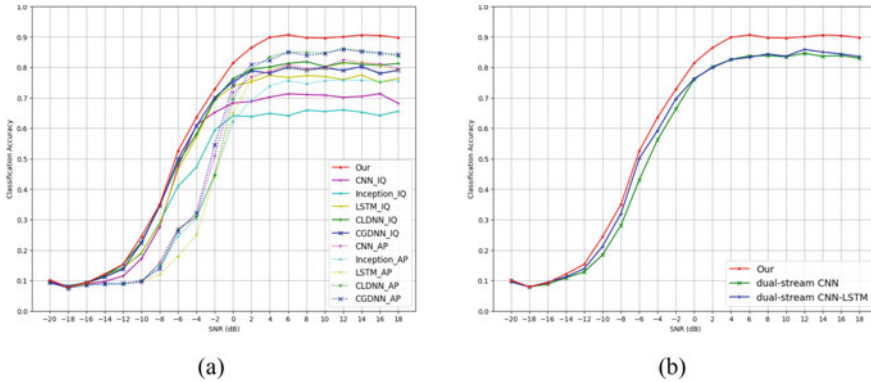 1.0
0.9
0.8
0.7
0.6
0.5
0.4
0.3
0.2
0.1
0.0
Classification Accuracy
Our
CNN_IQ
Inception_IQ
LSTM_IQ
CLDNN_IQ
CGDNN_IQ
CNN_AP
Inception_AP
LSTM_AP
CLDNN_AP
CGDNN_AP
−20 −18 −16 −14 −12 −10 −8 −6 −4 −2 0 2 4 6 8 10 12 14 16 18
SNR (dB)
(a)
1.0
0.9
0.8
0.7
0.6
0.5
0.4
0.3
0.2
0.1
0.0
Classification Accuracy
Our
dual-stream CNN
dual-stream CNN-LSTM
−20 −18 −16 −14 −12 −10 −8 −6 −4 −2 0 2 4 6 8 10 12 14 16 18
SNR (dB)
(b)